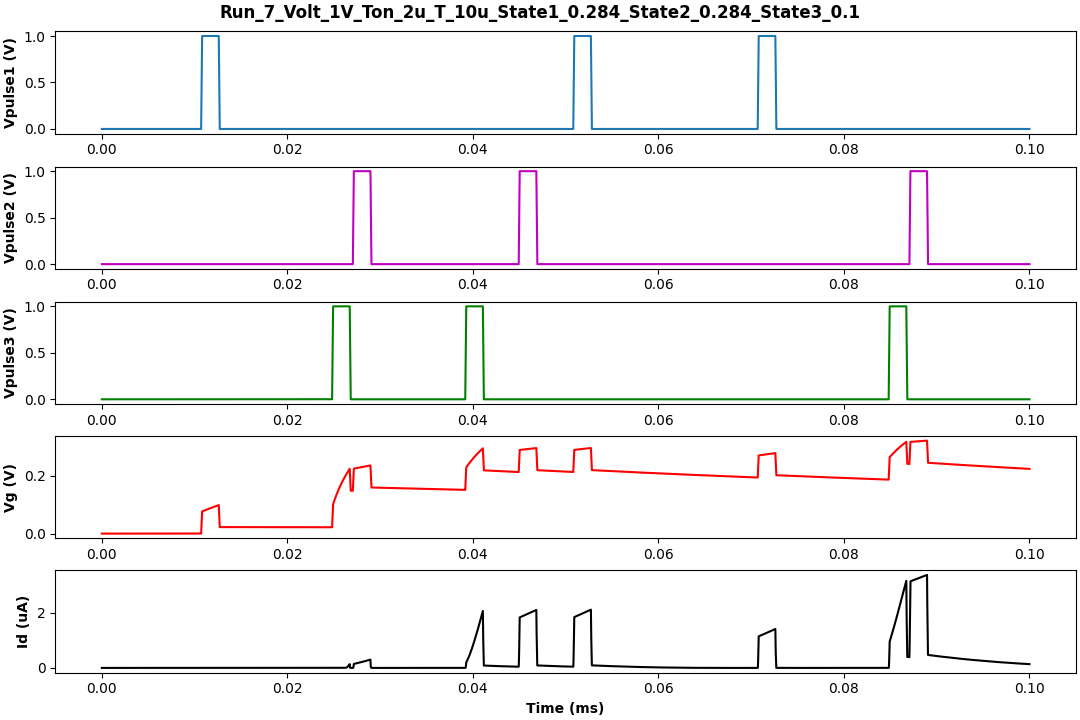 Run_7_Volt_1V_Ton_2u_T_10u_State1_0.284_State2_0.284_State3_0.1
Vpulse1 (V)
1.0
0.5
0.0
0.00 0.02 0.04 0.06 0.08 0.10
Vpulse2 (V)
1.0
0.5
0.0
0.00 0.02 0.04 0.06 0.08 0.10
Vpulse3 (V)
1.0
0.5
0.0
0.00 0.02 0.04 0.06 0.08 0.10
Vg (V)
0.2
0.0
0.00 0.02 0.04 0.06 0.08 0.10
Id (uA)
2
0
0.00 0.02 0.04 0.06 0.08 0.10
Time (ms)